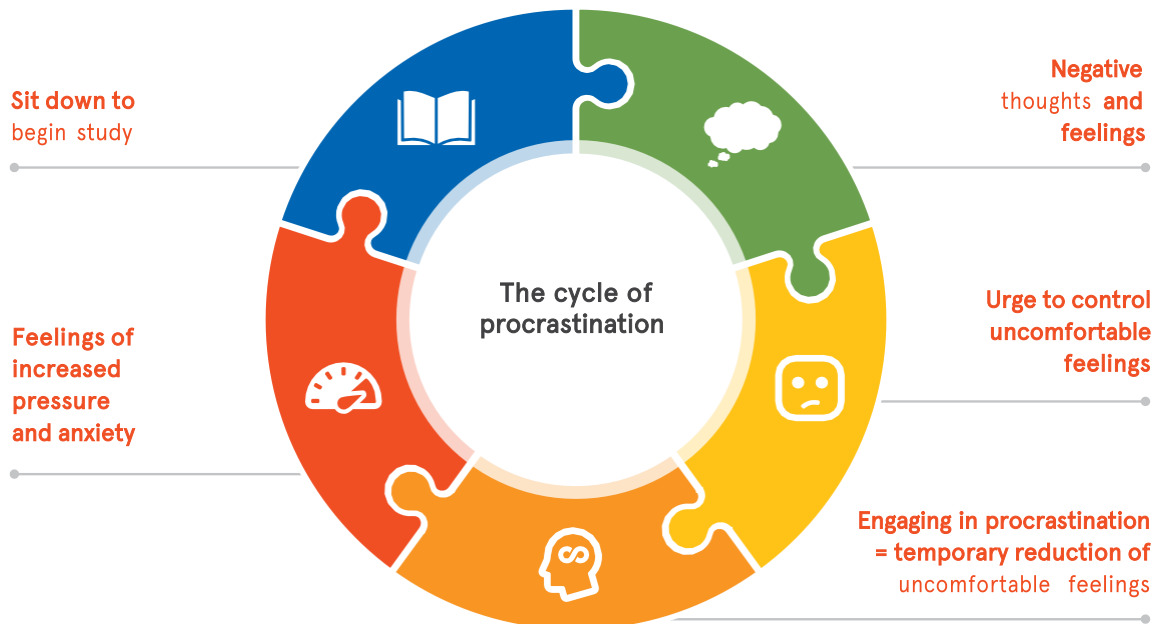 Sit down to
begin study
Negative
thoughts and
feelings
The cycle of
procrastination
Urge to control
uncomfortable
feelings
Feelings of
increased
pressure
and anxiety
Engaging in procrastination
= temporary reduction of
uncomfortable feelings